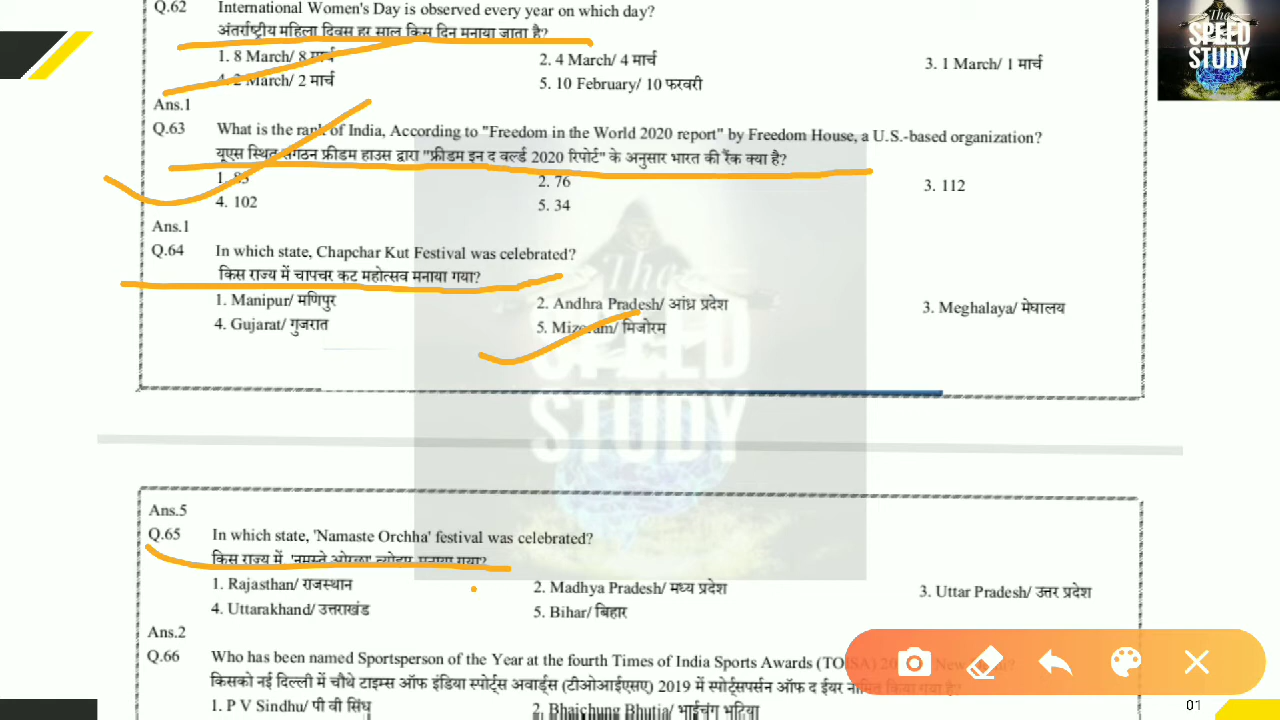 Q.62 International Women's Day is observed every year on which day?
अंतर्राष्ट्रीय महिला दिवस हर साल किस दिन मनाया जाता है?
1. 8 March/ 8 मार्च 2. 4 March/ 4 मार्च 3. 1 March/ 1 मार्च
4. 2 March/ 2 मार्च 5. 10 February/ 10 फरवरी
Ans.1
Q.63 What is the rank of India, According to "Freedom in the World 2020 report" by Freedom House, a U.S.-based organization?
यूएस स्थित संगठन फ्रीडम हाउस द्वारा "फ्रीडम इन द वर्ल्ड 2020 रिपोर्ट" के अनुसार भारत की रैंक क्या है?
1. 83 2. 76 3. 112
4. 102 5. 34
Ans.1
Q.64 In which state, Chapchar Kut Festival was celebrated?
किस राज्य में चापचर कट महोत्सव मनाया गया?
1. Manipur/ मणिपुर 2. Andhra Pradesh/ आंध्र प्रदेश 3. Meghalaya/ मेघालय
4. Gujarat/ गुजरात 5. Mizoram/ मिजोरम
Ans.5
Q.65 In which state, 'Namaste Orchha' festival was celebrated?
किस राज्य में 'नमस्ते ओरछा' त्योहार मनाया गया?
1. Rajasthan/ राजस्थान 2. Madhya Pradesh/ मध्य प्रदेश 3. Uttar Pradesh/ उत्तर प्रदेश
4. Uttarakhand/ उत्तराखंड 5. Bihar/ बिहार
Ans.2
Q.66 Who has been named Sportsperson of the Year at the fourth Times of India Sports Awards (TOISA) 20 New
किसको नई दिल्ली में चौथे टाइम्स ऑफ इंडिया स्पोर्ट्स अवार्ड्स (टीओआईएसए) 2019 में स्पोर्ट्सपर्सन ऑफ द ईयर नामित किया गया है?
1. P V Sindhu/ पी वी सिंधु 2. Bhaichung Bhutia/ भाईचंग भूटिया
The
SPEED
STUDY
The
SPEED
STUDY
01